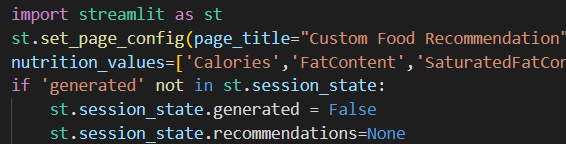 import streamlit as st
st.set_page_config(page_title="Custom Food Recommendation"
nutrition_values=['Calories','FatContent','SaturatedFatCon
if 'generated' not in st.session_state:
    st.session_state.generated = False
    st.session_state.recommendations=None